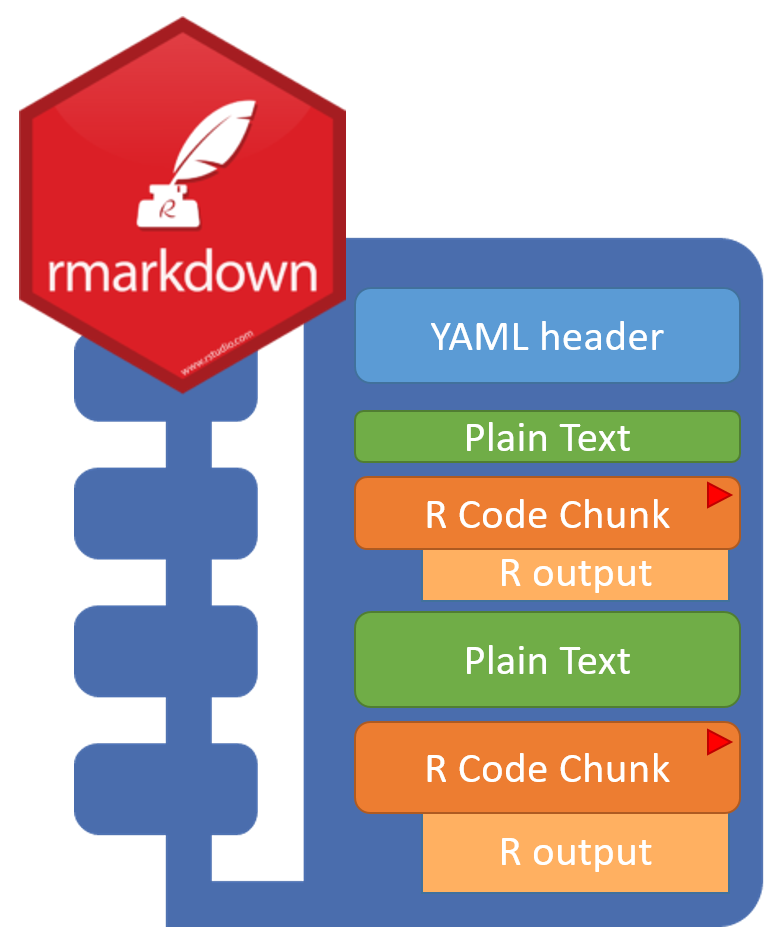 R
rmarkdown
www.rstudio.com
YAML header
Plain Text
R Code Chunk
R output
Plain Text
R Code Chunk
R output